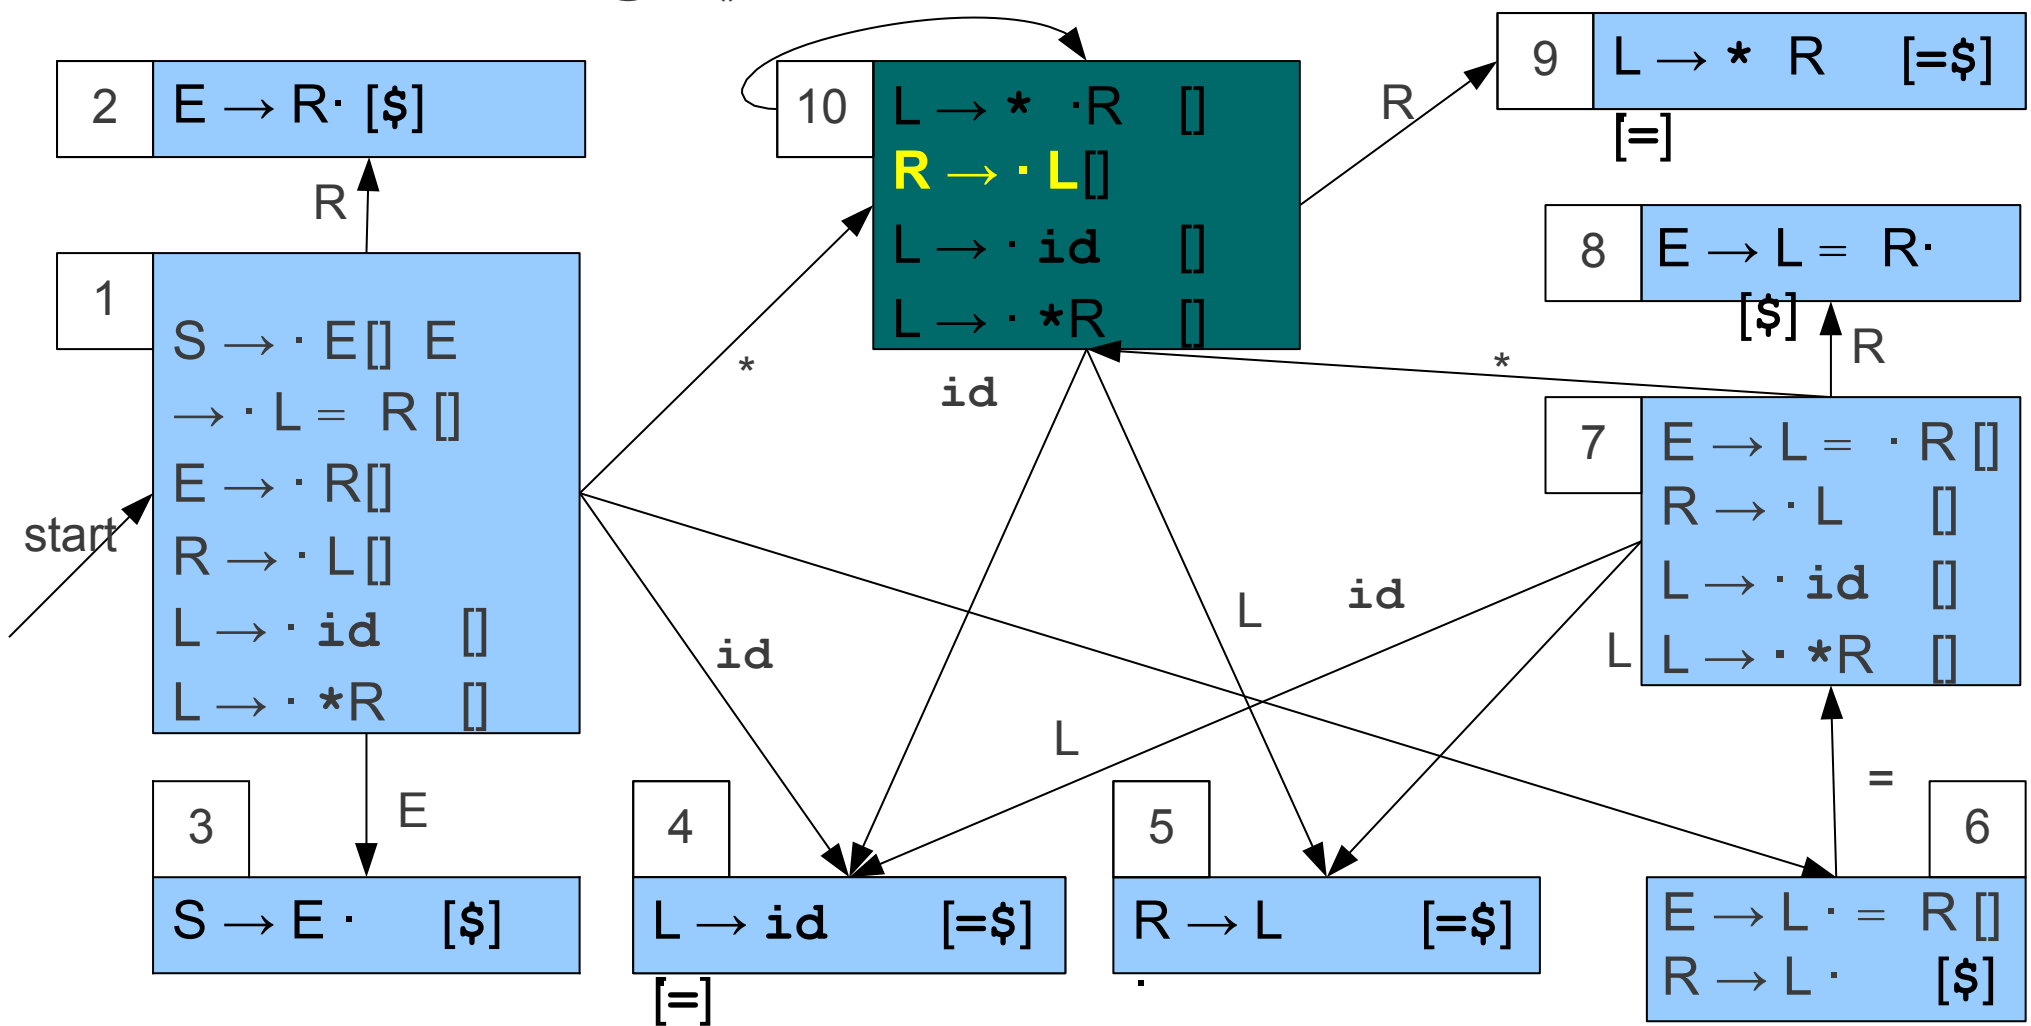 2
E → R· [$]
R
1
S → · E[] E
→ · L = R []
E → · R[]
R → · L[]
L → · id []
L → · *R []
start
E
3
S → E · [$]
10
L → * ·R []
R → · L[]
L → · id []
L → · *R []
R
9
L → * R [=$]
[=]
8
E → L = R·
[$]
R
*
id
*
7
E → L = · R []
R → · L []
L → · id []
L → · *R []
id
L
id
L
L
=
4
L → id [=$]
[=]
5
R → L [=$]
·
6
E → L · = R []
R → L · [$]